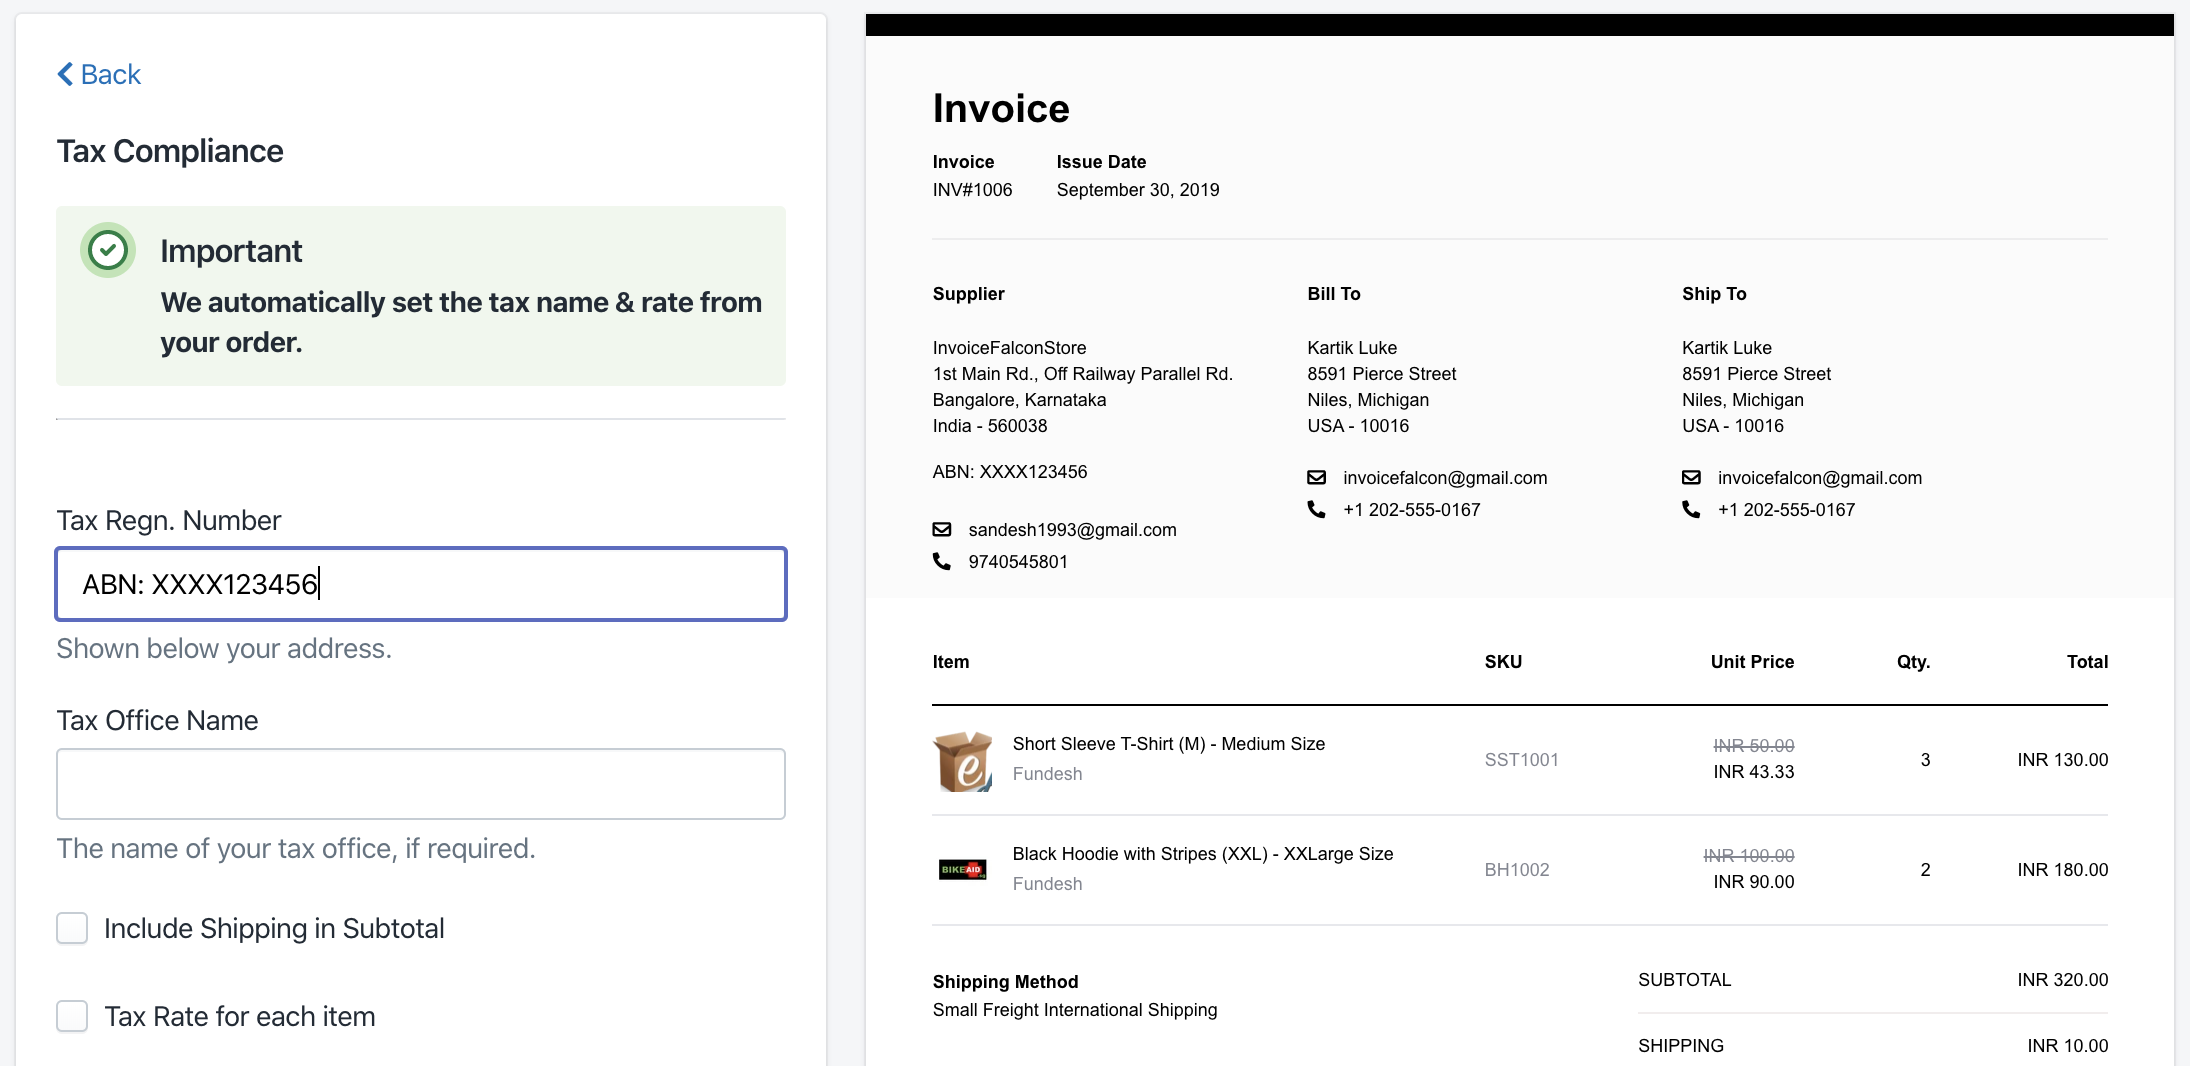 Back
Tax Compliance
Important
We automatically set the tax name & rate from
your order.
Tax Regn. Number
ABN: XXXX123456
Shown below your address.
Tax Office Name
The name of your tax office, if required.
Include Shipping in Subtotal
Tax Rate for each item
Invoice
Invoice Issue Date
INV#1006 September 30, 2019
Supplier
InvoiceFalconStore
1st Main Rd., Off Railway Parallel Rd.
Bangalore, Karnataka
India - 560038
ABN: XXXX123456
sandesh1993@gmail.com
9740545801
Bill To
Kartik Luke
8591 Pierce Street
Niles, Michigan
USA - 10016
invoicefalcon@gmail.com
+1 202-555-0167
Ship To
Kartik Luke
8591 Pierce Street
Niles, Michigan
USA - 10016
invoicefalcon@gmail.com
+1 202-555-0167
Item SKU Unit Price Qty. Total
e
Short Sleeve T-Shirt (M) - Medium Size
Fundesh
SST1001
INR 50.00
INR 43.33
3
INR 130.00
BIKEAID
Black Hoodie with Stripes (XXL) - XXLarge Size
Fundesh
BH1002
INR 100.00
INR 90.00
2
INR 180.00
Shipping Method
Small Freight International Shipping
SUBTOTAL INR 320.00
SHIPPING INR 10.00